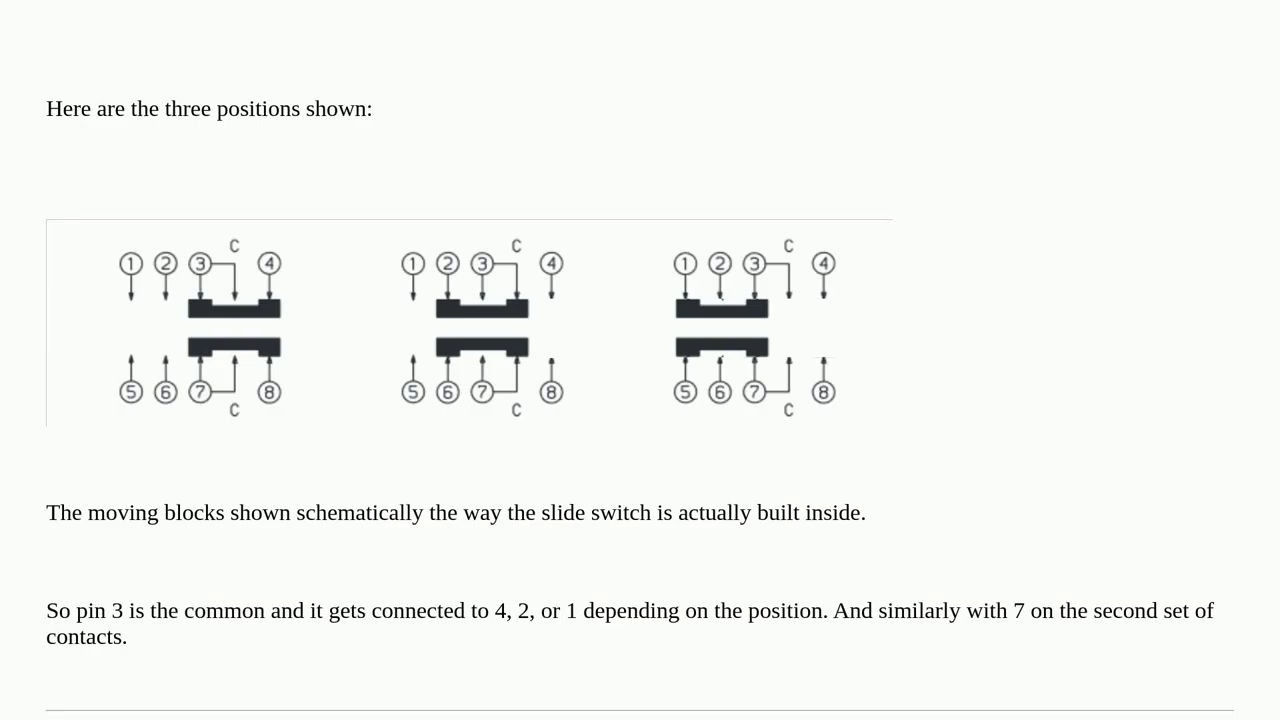 Here are the three positions shown:
C C C
1 2 3 4 1 2 3 4 1 2 3 4
5 6 7 8 5 6 7 8 5 6 7 8
C C C
The moving blocks shown schematically the way the slide switch is actually built inside.
So pin 3 is the common and it gets connected to 4, 2, or 1 depending on the position. And similarly with 7 on the second set of
contacts.